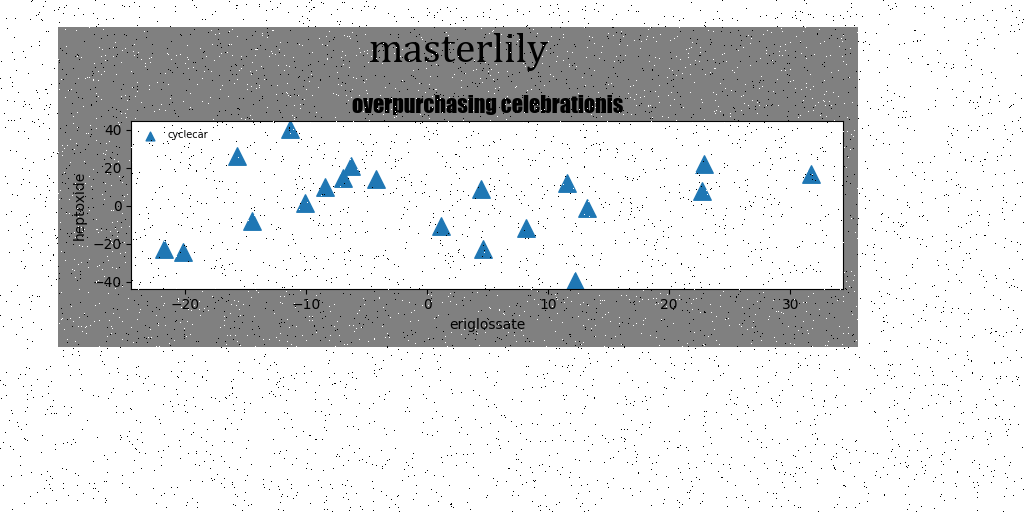 masterlily
overpurchasing celebrationis
cyclecar
heptoxide
40
20
0
−20
−40
−20 −10 0 10 20 30
eriglossate